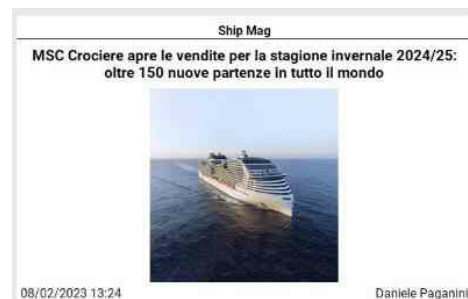 Ship Mag
MSC Crociere apre le vendite per la stagione invernale 2024/25:
oltre 150 nuove partenze in tutto il mondo
08/02/2023 13:24
Daniele Paganini